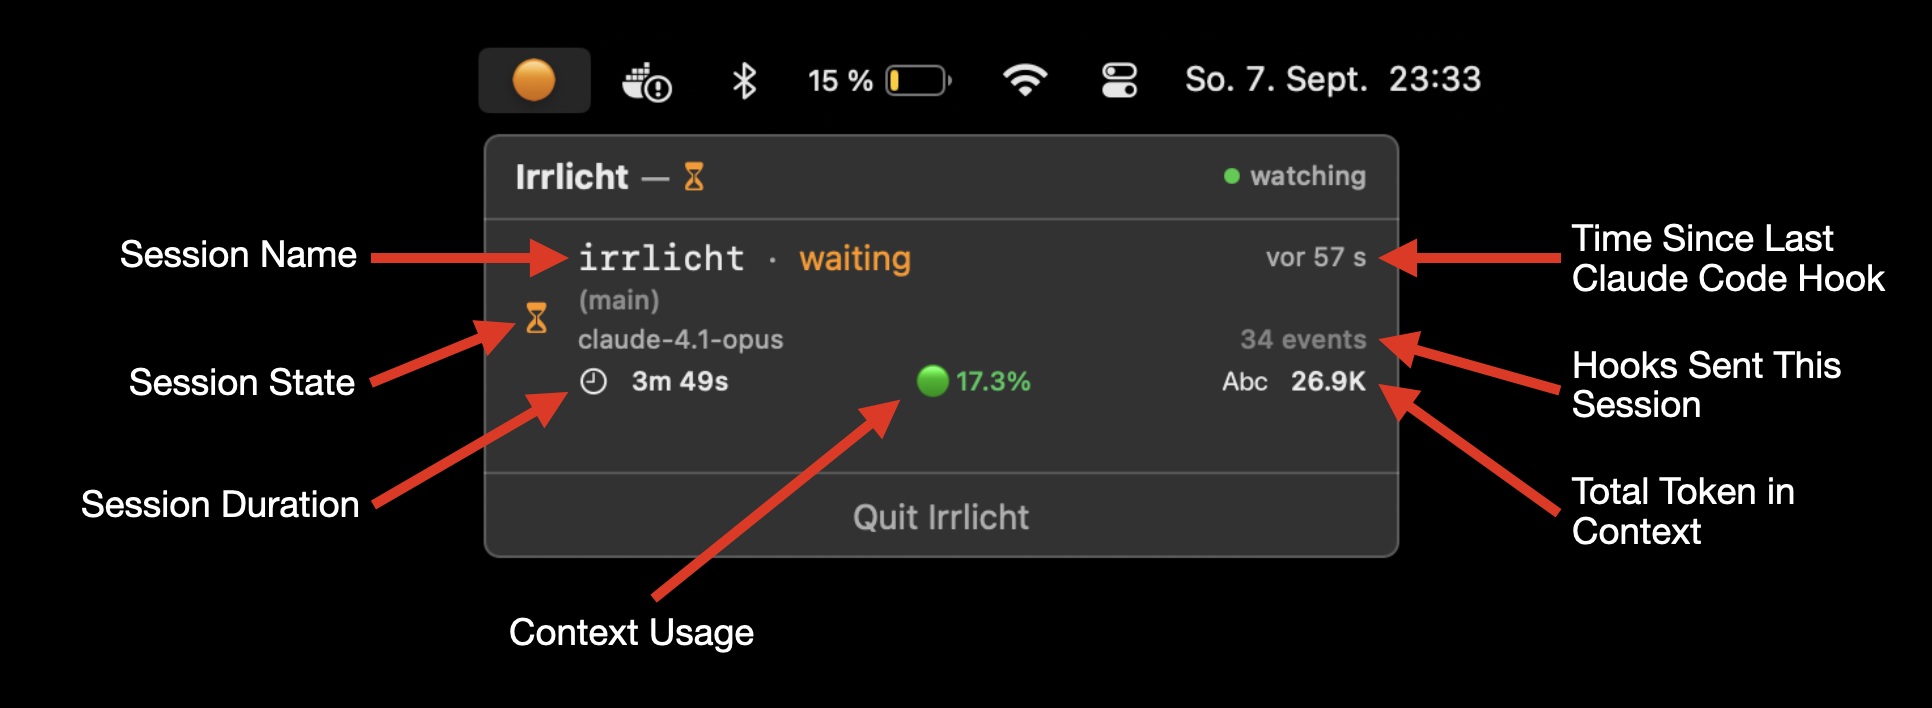 15 %
So. 7. Sept. 23:33
Irrlicht —
watching
Session Name
irrlicht · waiting
vor 57 s
Time Since Last
Claude Code Hook
(main)
Session State
claude-4.1-opus
34 events
Hooks Sent This
Session
3m 49s
17.3%
Abc 26.9K
Session Duration
Total Token in
Context
Quit Irrlicht
Context Usage